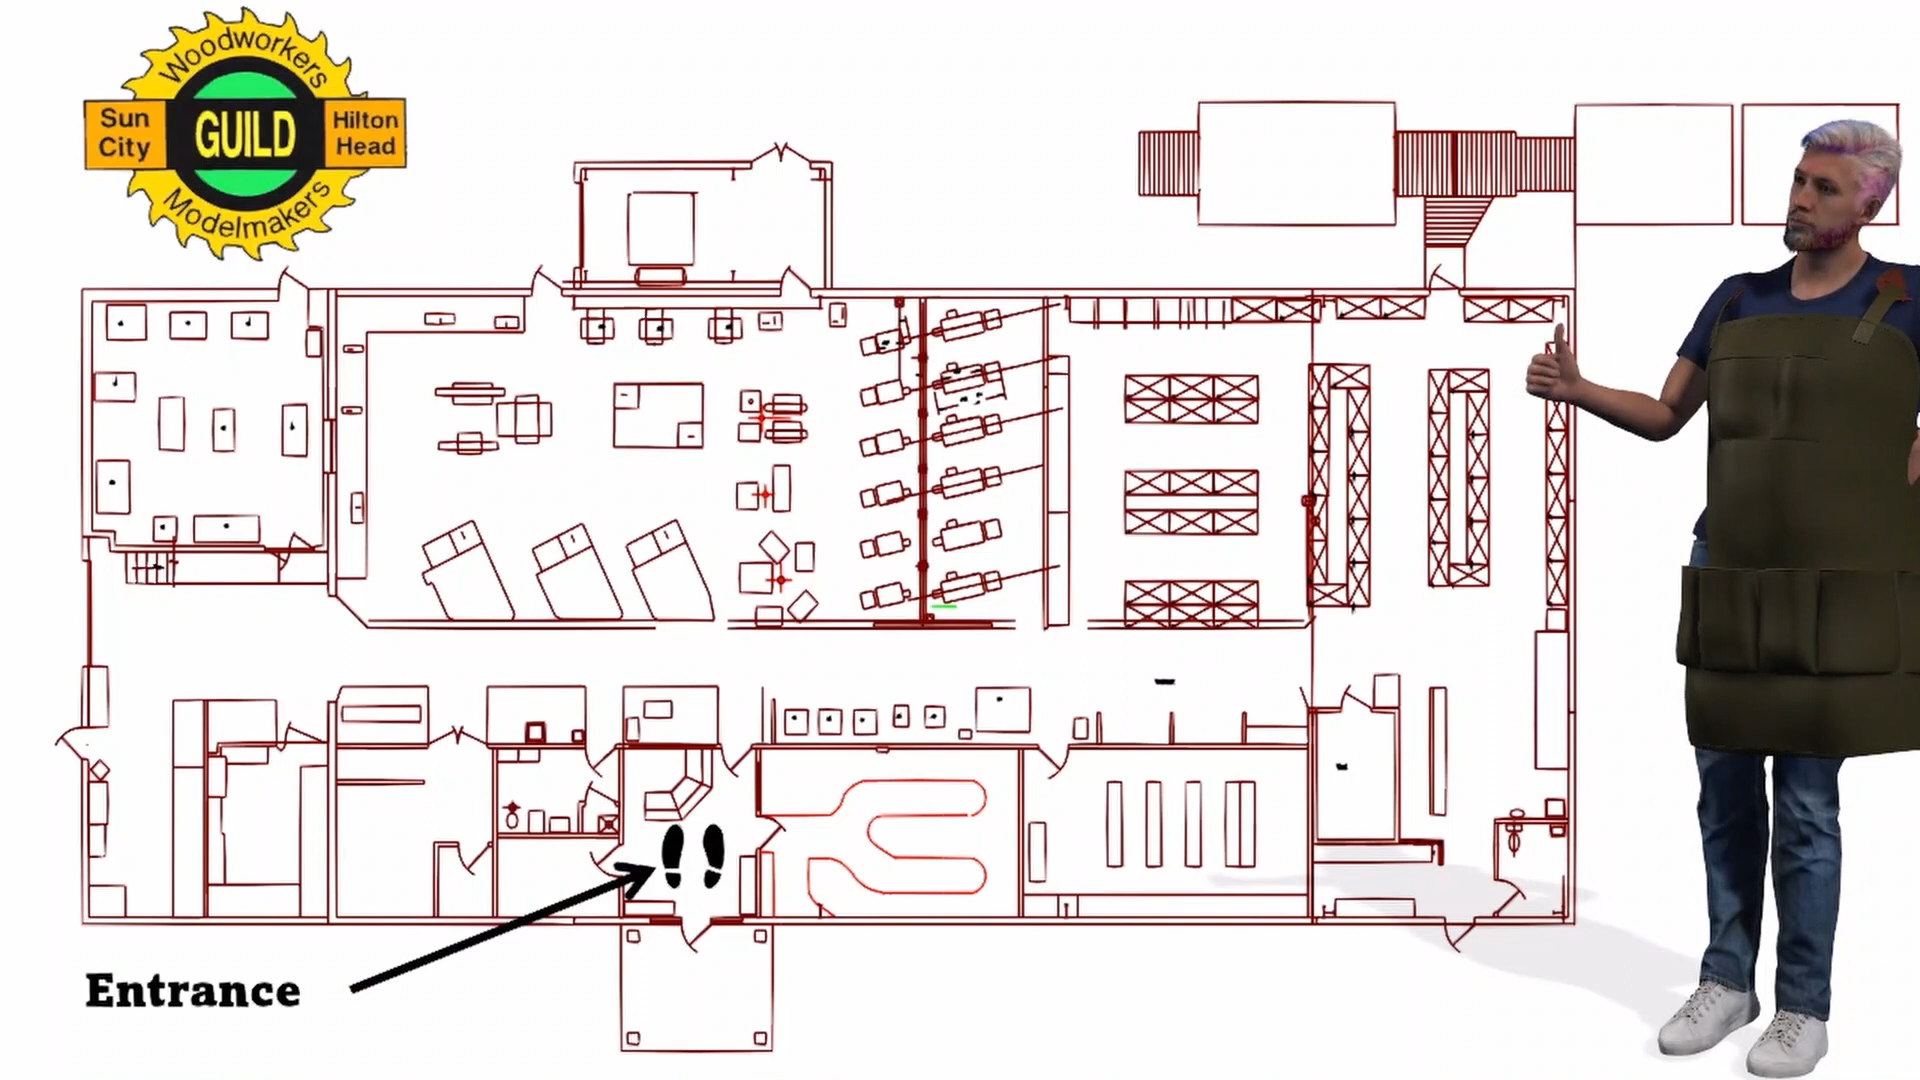 Woodworkers
Sun City
GUILD
Hilton Head
Modelmakers
Entrance